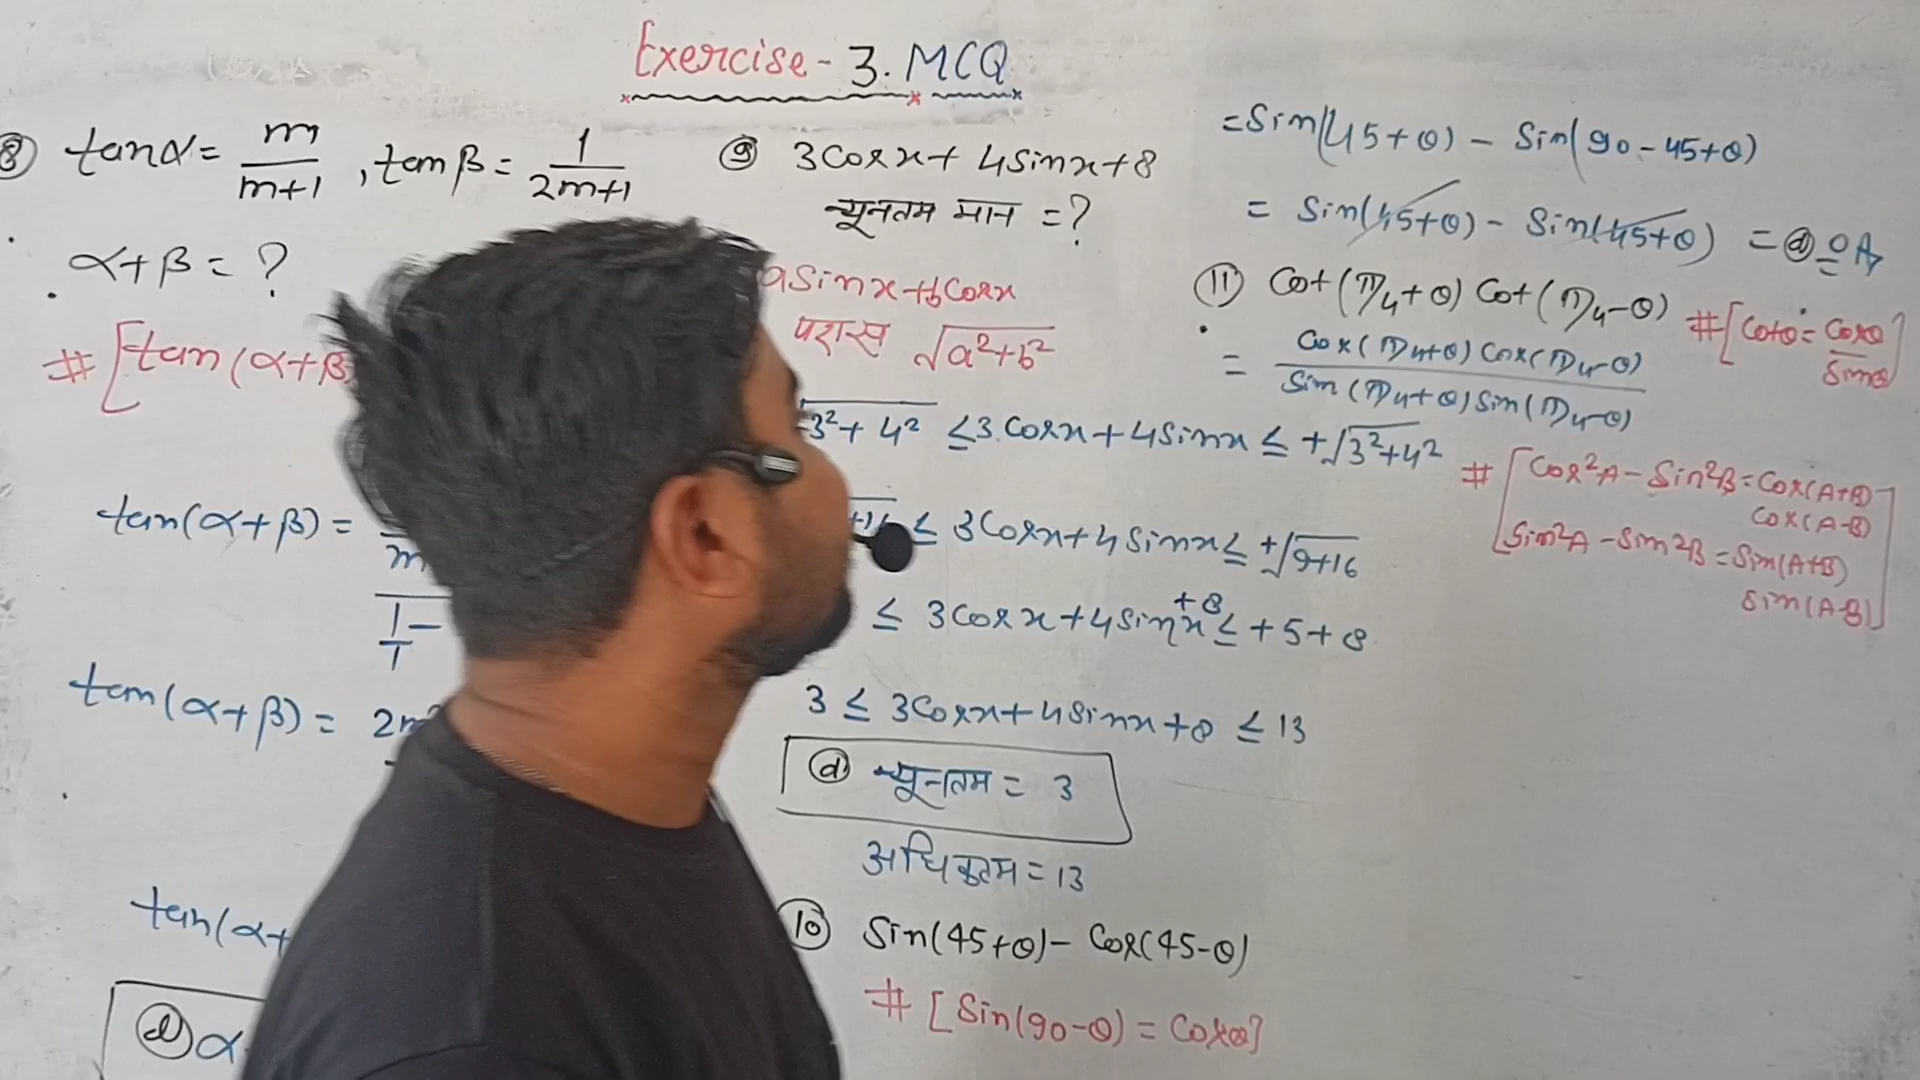 Exercise - 3. MCQ
⑧ tanα = m/m+1 , tanβ = 1/2m+1
α+β = ?
# [tan(α+β
tan(α+β) =
m
1 -
1
tan(α+β) = 2m
tan(α+
ⓓ α
⑨ 3Cosx + 4Sinx + 8
न्यूनतम मान = ?
aSinx + bCosx
परास √a²+b²
3²+4² ≤ 3Cosx + 4Sinx ≤ +√3²+4²
≤ 3Cosx + 4Sinx ≤ +√9+16
≤ 3Cosx + 4Sinx +8 ≤ +5+8
3 ≤ 3Cosx + 4Sinx + 8 ≤ 13
ⓓ न्यूनतम = 3
अधिकतम = 13
⑩ Sin(45+θ) - Cos(45-θ)
# [Sin(90-θ) = Cosθ]
= Sin(45+θ) - Sin(90-45+θ)
= Sin(45+θ) - Sin(45+θ) = ⓓ 0 A
⑪ Cot(π/4+θ) Cot(π/4-θ) # [Cotθ = Cosθ/Sinθ]
= Cos(π/4+θ) Cos(π/4-θ)
Sin(π/4+θ) Sin(π/4-θ)
# [Cos²A - Sin²B = Cos(A+B)
Cos(A-B)
Sin²A - Sin²B = Sin(A+B)
Sin(A-B)]